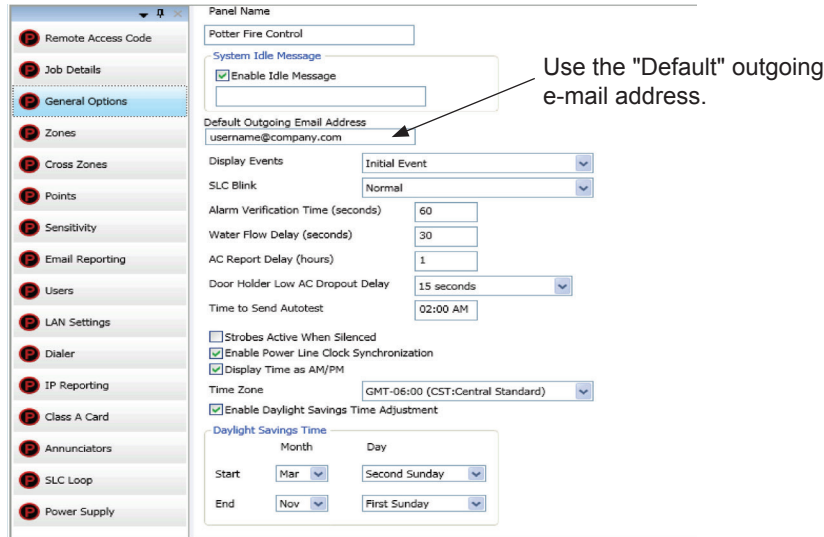 Remote Access Code
Job Details
General Options
Zones
Cross Zones
Points
Sensitivity
Email Reporting
Users
LAN Settings
Dialer
IP Reporting
Class A Card
Annunciators
SLC Loop
Power Supply
Panel Name
Potter Fire Control
System Idle Message
Enable Idle Message
Default Outgoing Email Address
username@company.com
Use the "Default" outgoing
e-mail address.
Display Events Initial Event
SLC Blink Normal
Alarm Verification Time (seconds) 60
Water Flow Delay (seconds) 30
AC Report Delay (hours) 1
Door Holder Low AC Dropout Delay 15 seconds
Time to Send Autotest 02:00 AM
Strobes Active When Silenced
Enable Power Line Clock Synchronization
Display Time as AM/PM
Time Zone GMT-06:00 (CST:Central Standard)
Enable Daylight Savings Time Adjustment
Daylight Savings Time
Month Day
Start Mar Second Sunday
End Nov First Sunday